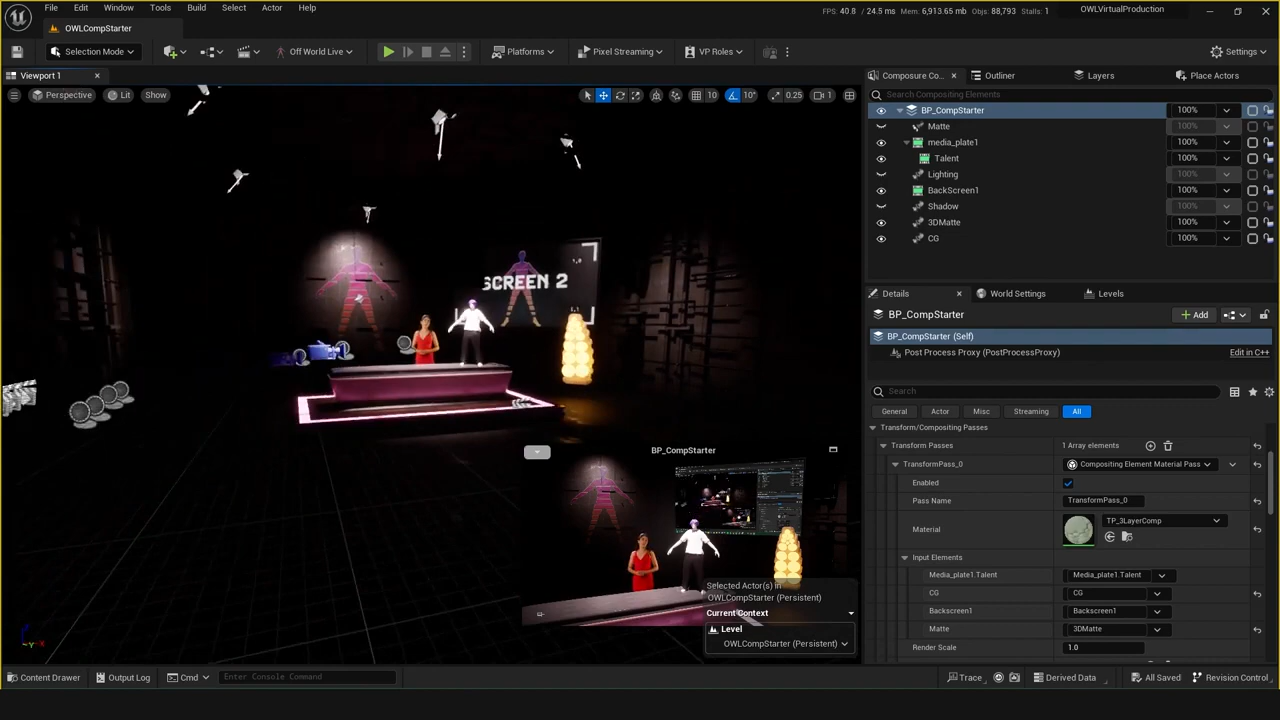 File Edit Window Tools Build Select Actor Help
FPS: 40.8 / 24.5 ms Mem: 6,913.65 mb Objs: 88,793 Stalls: 1
OWLVirtualProduction
OWLCompStarter
Selection Mode
Off World Live
Platforms
Pixel Streaming
VP Roles
Settings
Viewport 1
Perspective
Lit
Show
10
10°
0.25
1
SCREEN 2
BP_CompStarter
Selected Actor(s) in
OWLCompStarter (Persistent)
Current Context
Level
OWLCompStarter (Persistent)
Composure Co...
Outliner
Layers
Place Actors
Search Compositing Elements
BP_CompStarter 100%
Matte 100%
media_plate1 100%
Talent 100%
Lighting 100%
BackScreen1 100%
Shadow 100%
3DMatte 100%
CG 100%
Details
World Settings
Levels
BP_CompStarter
Add
BP_CompStarter (Self)
Post Process Proxy (PostProcessProxy)
Edit in C++
Search
General Actor Misc Streaming All
Transform/Compositing Passes
Transform Passes 1 Array elements
TransformPass_0 Compositing Element Material Pass
Enabled
Pass Name TransformPass_0
Material TP_3LayerComp
Input Elements
Media_plate1.Talent Media_plate1.Talent
CG CG
Backscreen1 Backscreen1
Matte 3DMatte
Render Scale 1.0
Content Drawer
Output Log
Cmd
Enter Console Command
Trace
Derived Data
All Saved
Revision Control